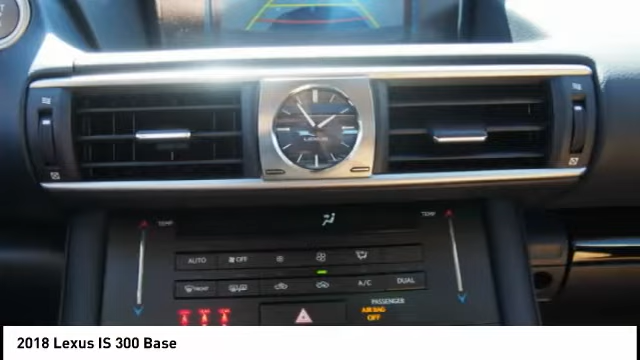 TEMP
TEMP
LEXUS
AUTO
OFF
FRONT
A/C
DUAL
PASSENGER
AIR BAG
OFF
2018 Lexus IS 300 Base